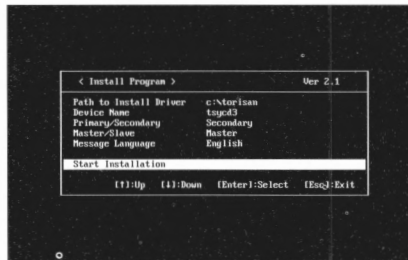 < Install Program > Ver 2.1
Path to Install Driver c:\torisan
Device Name tsycd3
Primary/Secondary Secondary
Master/Slave Master
Message Language English
Start Installation
[↑]:Up [↓]:Down [Enter]:Select [Esc]:Exit